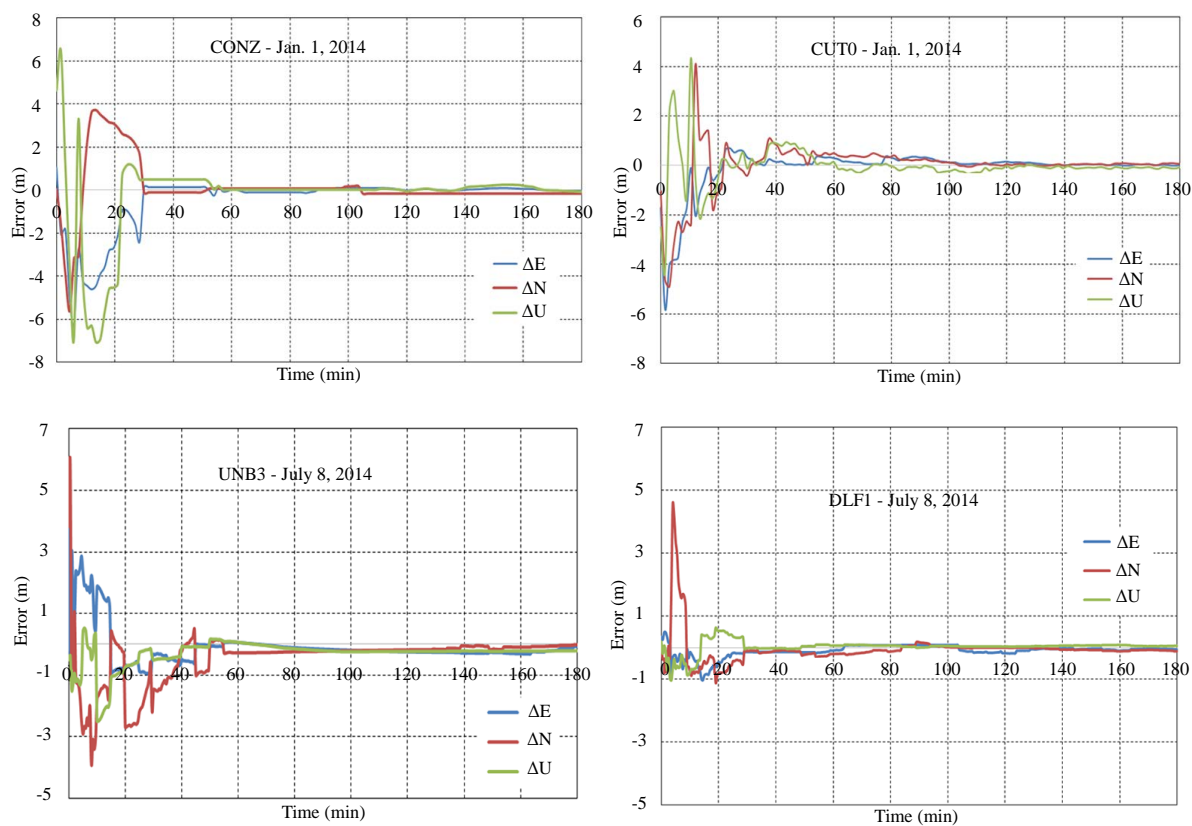 CONZ - Jan. 1, 2014
8
6
4
2
0
-2
-4
-6
-8
Error (m)
0 20 40 60 80 100 120 140 160 180
ΔE
ΔN
ΔU
Time (min)
CUT0 - Jan. 1, 2014
6
4
2
0
-2
-4
-6
-8
Error (m)
0 20 40 60 80 100 120 140 160 180
ΔE
ΔN
ΔU
Time (min)
UNB3 - July 8, 2014
7
5
3
1
-1
-3
-5
Error (m)
0 20 40 60 80 100 120 140 160 180
ΔE
ΔN
ΔU
Time (min)
DLF1 - July 8, 2014
7
5
3
1
-1
-3
-5
Error (m)
0 20 40 60 80 100 120 140 160 180
ΔE
ΔN
ΔU
Time (min)